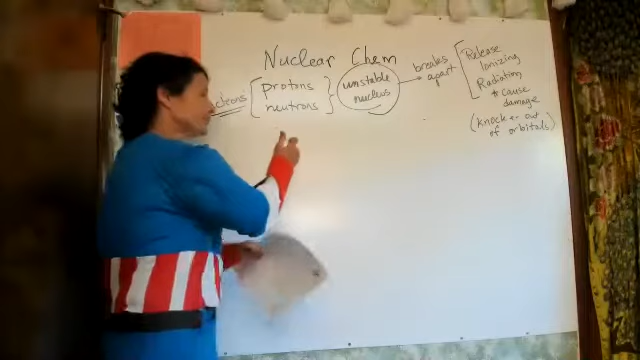 Nuclear Chem
protons
neutrons
unstable
nucleus
breaks
apart
Release
Ionizing
Radiation
* cause
damage
(knock e- out
of orbitals)